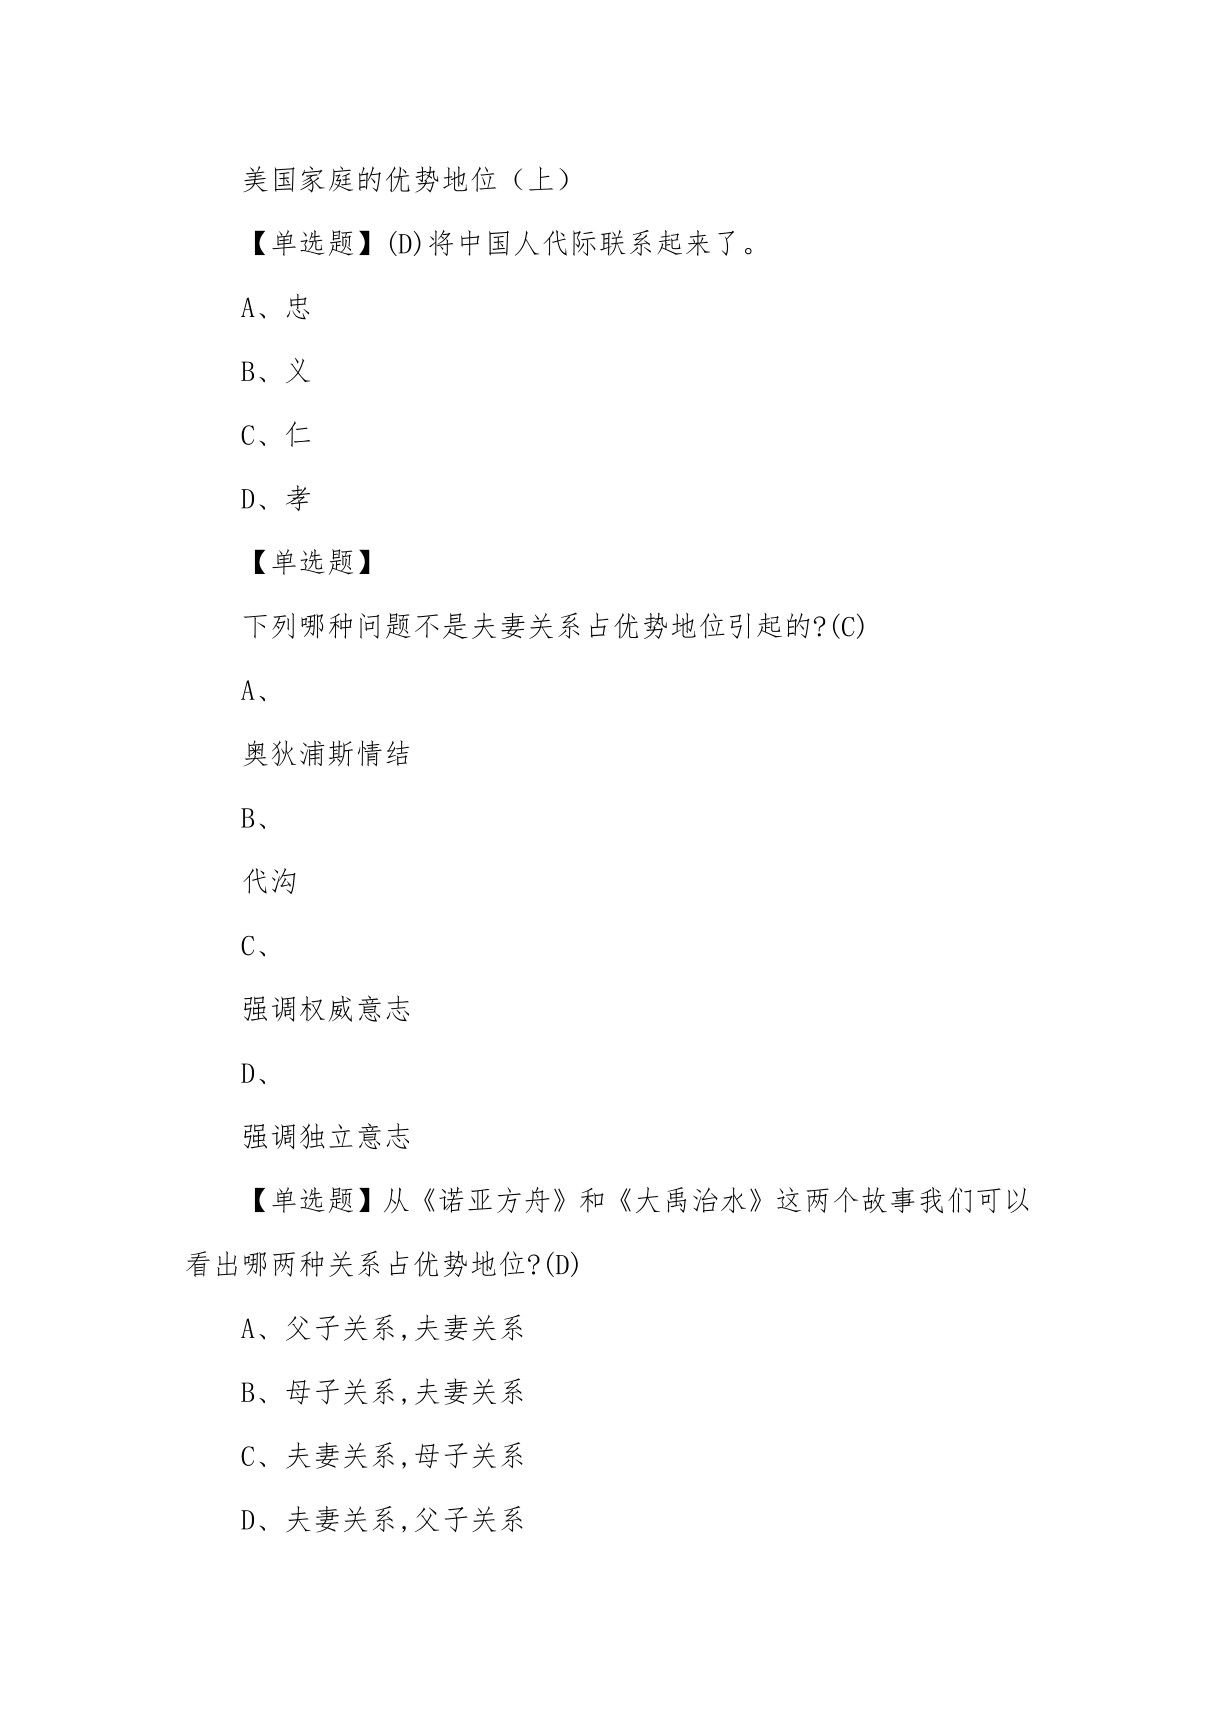 美国家庭的优势地位（上）
【单选题】(D)将中国人代际联系起来了。
A、忠
B、义
C、仁
D、孝
【单选题】
下列哪种问题不是夫妻关系占优势地位引起的?(C)
A、
奥狄浦斯情结
B、
代沟
C、
强调权威意志
D、
强调独立意志
【单选题】从《诺亚方舟》和《大禹治水》这两个故事我们可以
看出哪两种关系占优势地位?(D)
A、父子关系,夫妻关系
B、母子关系,夫妻关系
C、夫妻关系,母子关系
D、夫妻关系,父子关系